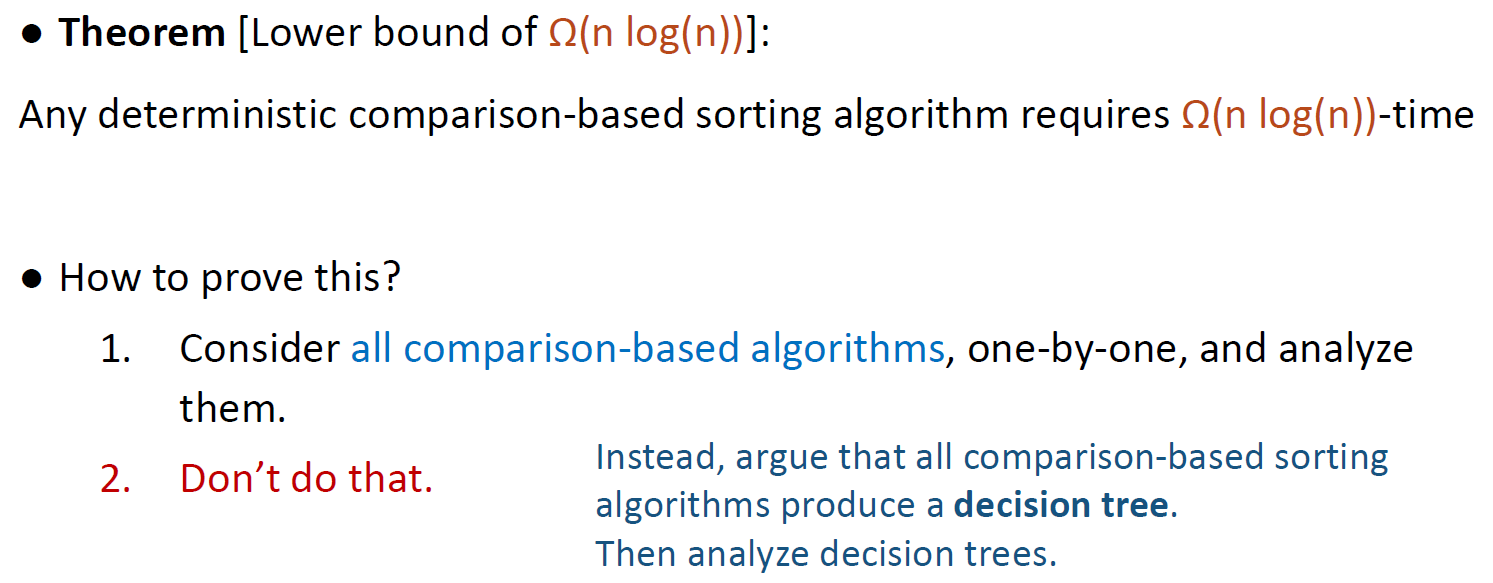 ● Theorem [Lower bound of Ω(n log(n))]:
Any deterministic comparison-based sorting algorithm requires Ω(n log(n))-time
● How to prove this?
1. Consider all comparison-based algorithms, one-by-one, and analyze
them.
2. Don’t do that.
Instead, argue that all comparison-based sorting
algorithms produce a decision tree.
Then analyze decision trees.